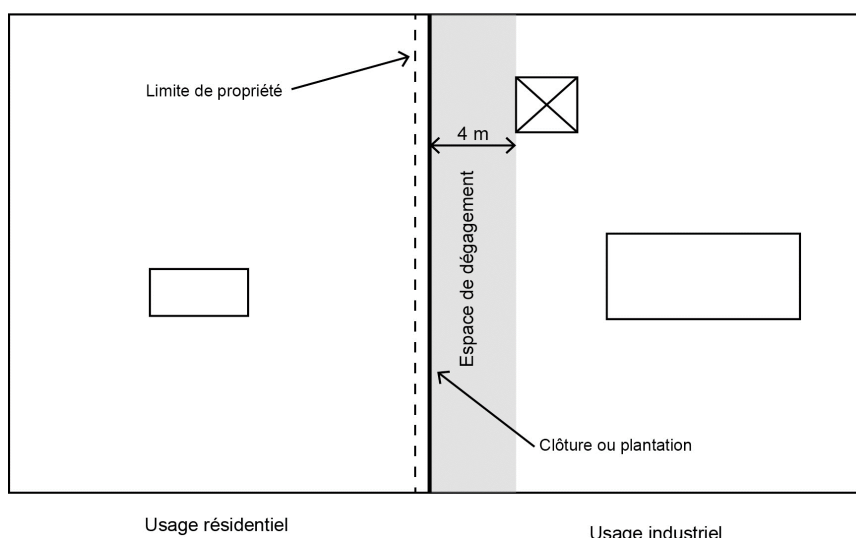 Limite de propriété
4 m
Espace de dégagement
Clôture ou plantation
Usage résidentiel
Usage industriel